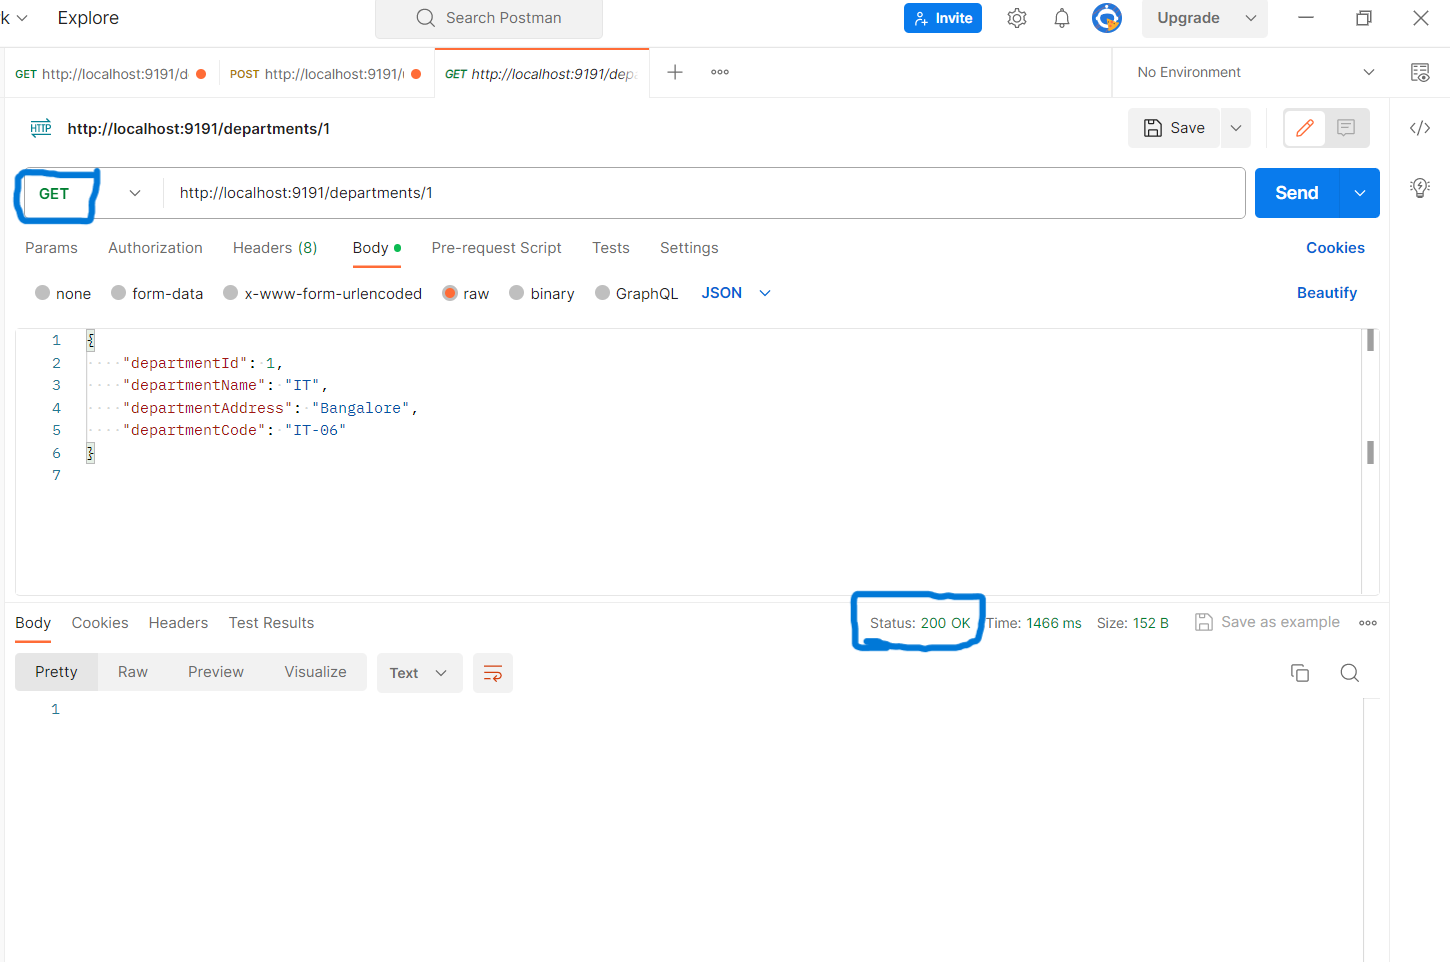 k Explore Search Postman Invite Upgrade
GET http://localhost:9191/d POST http://localhost:9191/ GET http://localhost:9191/dep No Environment
HTTP http://localhost:9191/departments/1 Save
GET http://localhost:9191/departments/1 Send
Params Authorization Headers (8) Body Pre-request Script Tests Settings Cookies
none form-data x-www-form-urlencoded raw binary GraphQL JSON Beautify
1 {
2 "departmentId": 1,
3 "departmentName": "IT",
4 "departmentAddress": "Bangalore",
5 "departmentCode": "IT-06"
6 }
7
Body Cookies Headers Test Results Status: 200 OK Time: 1466 ms Size: 152 B Save as example
Pretty Raw Preview Visualize Text
1